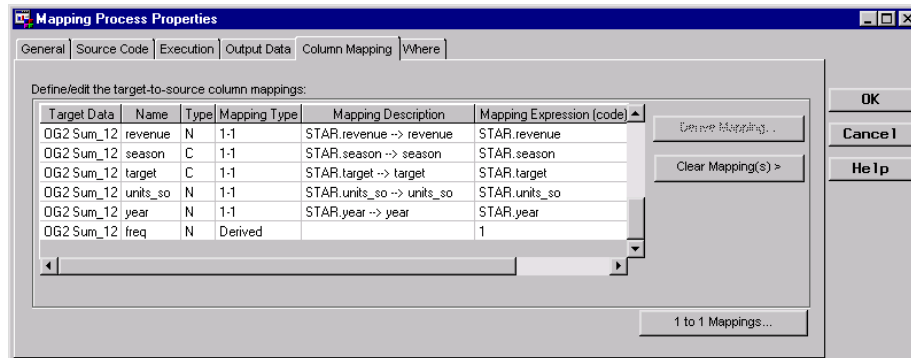 Mapping Process Properties
General Source Code Execution Output Data Column Mapping Where
Define/edit the target-to-source column mappings:
Target Data Name Type Mapping Type Mapping Description Mapping Expression (code)
OG2 Sum_12 revenue N 1-1 STAR.revenue --> revenue STAR.revenue
OG2 Sum_12 season C 1-1 STAR.season --> season STAR.season
OG2 Sum_12 target C 1-1 STAR.target --> target STAR.target
OG2 Sum_12 units_so N 1-1 STAR.units_so --> units_so STAR.units_so
OG2 Sum_12 year N 1-1 STAR.year --> year STAR.year
OG2 Sum_12 freq N Derived 1
Derive Mapping...
Clear Mapping(s) >
1 to 1 Mappings...
OK
Cancel
Help